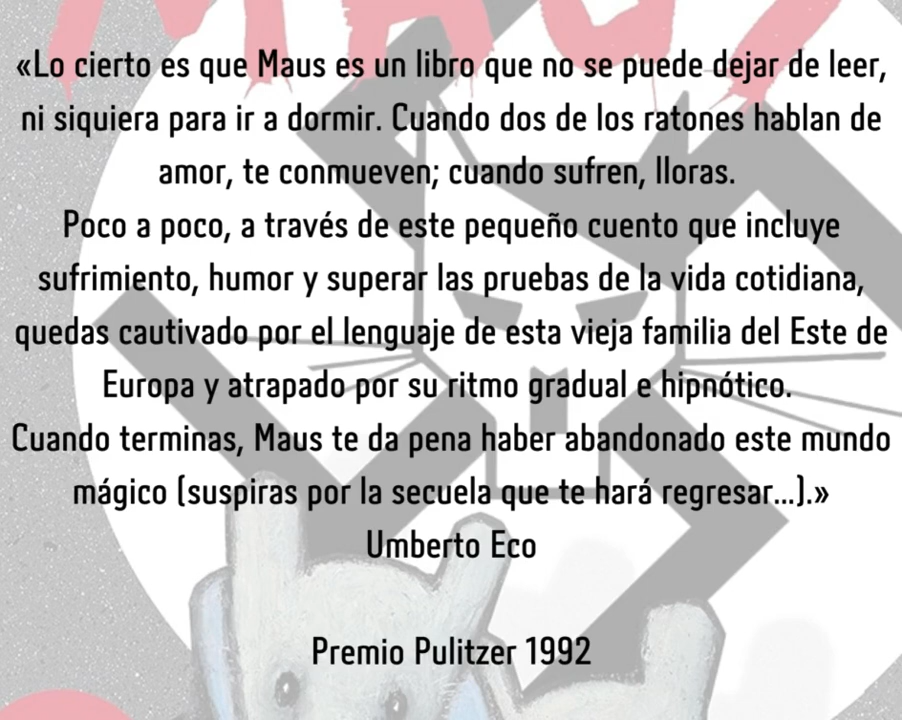 MAUS
«Lo cierto es que Maus es un libro que no se puede dejar de leer,
ni siquiera para ir a dormir. Cuando dos de los ratones hablan de
amor, te conmueven; cuando sufren, lloras.
Poco a poco, a través de este pequeño cuento que incluye
sufrimiento, humor y superar las pruebas de la vida cotidiana,
quedas cautivado por el lenguaje de esta vieja familia del Este de
Europa y atrapado por su ritmo gradual e hipnótico.
Cuando terminas, Maus te da pena haber abandonado este mundo
mágico (suspiras por la secuela que te hará regresar...).»
Umberto Eco
Premio Pulitzer 1992